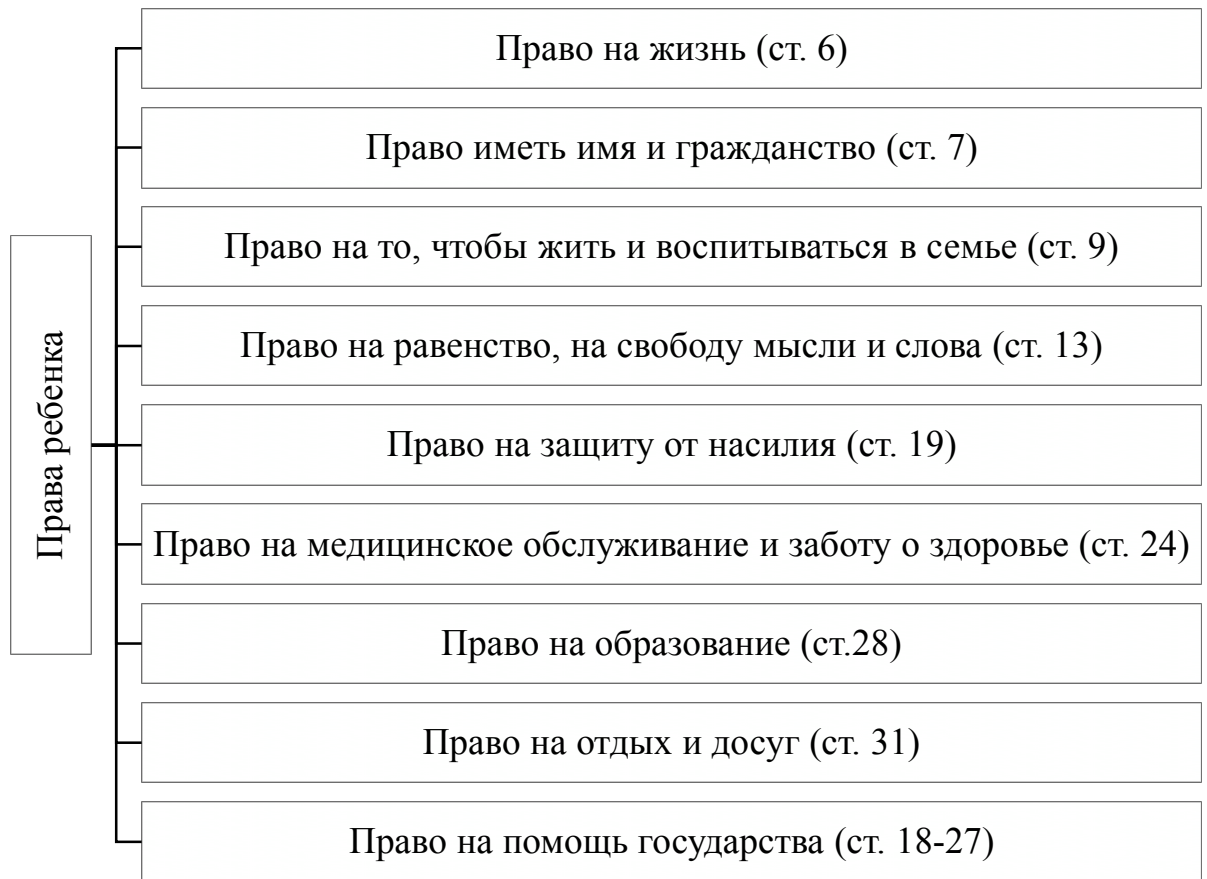 Права ребенка
Право на жизнь (ст. 6)
Право иметь имя и гражданство (ст. 7)
Право на то, чтобы жить и воспитываться в семье (ст. 9)
Право на равенство, на свободу мысли и слова (ст. 13)
Право на защиту от насилия (ст. 19)
Право на медицинское обслуживание и заботу о здоровье (ст. 24)
Право на образование (ст.28)
Право на отдых и досуг (ст. 31)
Право на помощь государства (ст. 18-27)